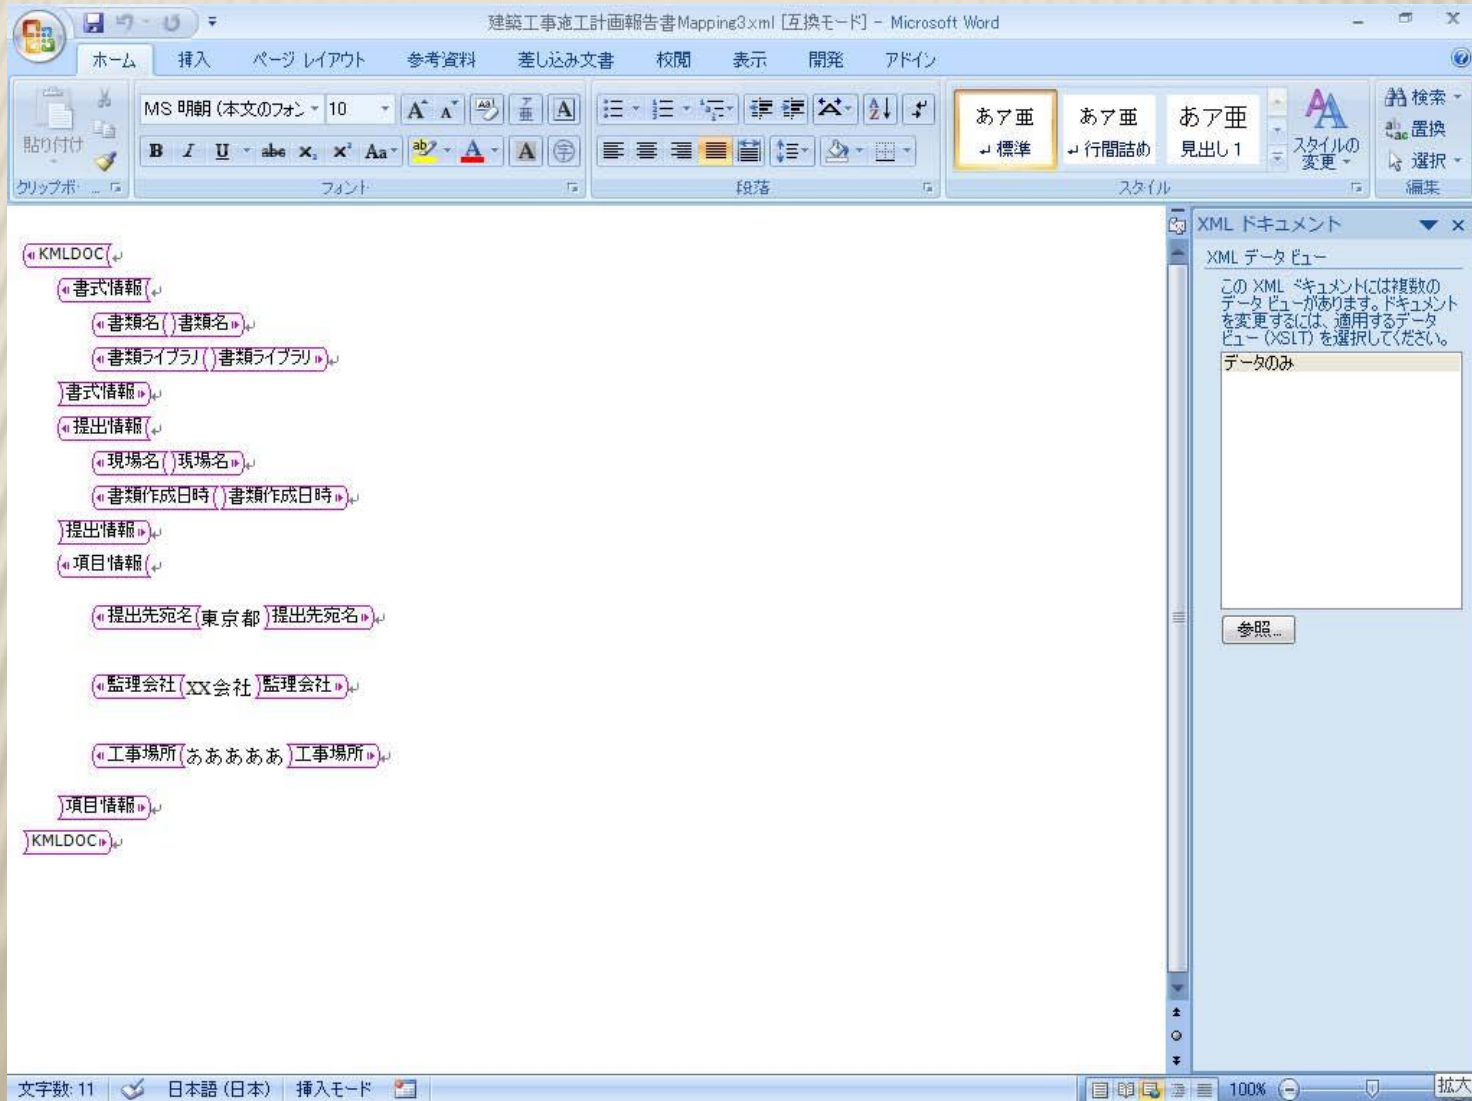 建築工事施工計画報告書Mapping3.xml [互換モード] - Microsoft Word
ホーム 挿入 ページ レイアウト 参考資料 差し込み文書 校閲 表示 開発 アドイン
MS 明朝 (本文のフォン 10
貼り付け
B I U abc x₂ x² Aa ab A A 字
クリップボ... フォント 段落 スタイル 編集
あア亜 あア亜 あア亜
標準 行間詰め 見出し 1
スタイルの変更
検索
置換
選択
KMLDOC
書式情報
書類名 書類名
書類ライブラリ 書類ライブラリ
書式情報
提出情報
現場名 現場名
書類作成日時 書類作成日時
提出情報
項目情報
提出先宛名 東京都 提出先宛名
監理会社 XX会社 監理会社
工事場所 あああああ 工事場所
項目情報
KMLDOC
XML ドキュメント
XML データ ビュー
この XML ドキュメントには複数の
データ ビューがあります。ドキュメント
を変更するには、適用するデータ
ビュー (XSLT) を選択してください。
データのみ
参照...
文字数: 11 日本語 (日本) 挿入モード 100% 拡大